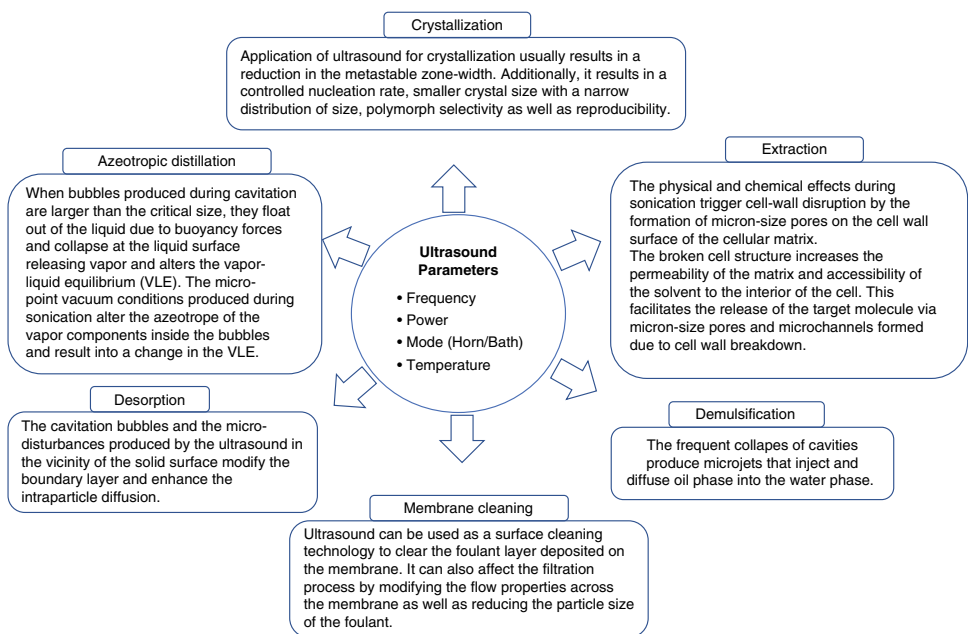 Crystallization
Application of ultrasound for crystallization usually results in a
reduction in the metastable zone-width. Additionally, it results in a
controlled nucleation rate, smaller crystal size with a narrow
distribution of size, polymorph selectivity as well as reproducibility.
Azeotropic distillation
When bubbles produced during cavitation
are larger than the critical size, they float
out of the liquid due to buoyancy forces
and collapse at the liquid surface
releasing vapor and alters the vapor-
liquid equilibrium (VLE). The micro-
point vacuum conditions produced during
sonication alter the azeotrope of the
vapor components inside the bubbles
and result into a change in the VLE.
Ultrasound
Parameters
• Frequency
• Power
• Mode (Horn/Bath)
• Temperature
Extraction
The physical and chemical effects during
sonication trigger cell-wall disruption by the
formation of micron-size pores on the cell wall
surface of the cellular matrix.
The broken cell structure increases the
permeability of the matrix and accessibility of
the solvent to the interior of the cell. This
facilitates the release of the target molecule via
micron-size pores and microchannels formed
due to cell wall breakdown.
Desorption
The cavitation bubbles and the micro-
disturbances produced by the ultrasound in
the vicinity of the solid surface modify the
boundary layer and enhance the
intraparticle diffusion.
Demulsification
The frequent collapes of cavities
produce microjets that inject and
diffuse oil phase into the water phase.
Membrane cleaning
Ultrasound can be used as a surface cleaning
technology to clear the foulant layer deposited on
the membrane. It can also affect the filtration
process by modifying the flow properties across
the membrane as well as reducing the particle size
of the foulant.